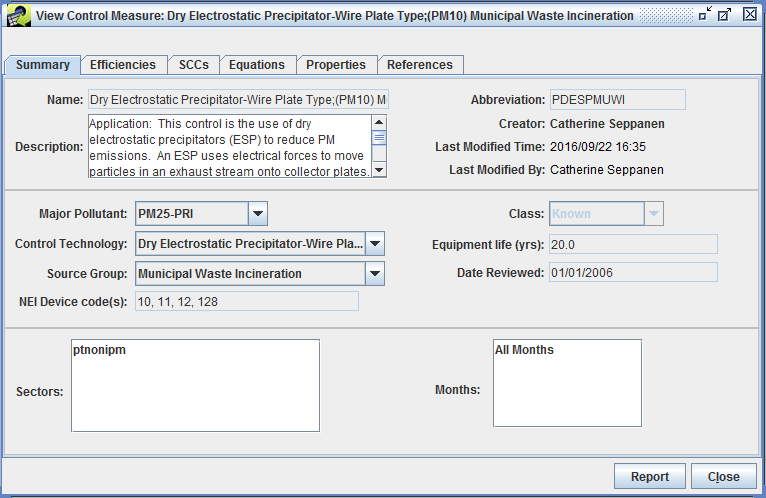 View Control Measure: Dry Electrostatic Precipitator-Wire Plate Type;(PM10) Municipal Waste Incineration
Summary Efficiencies SCCs Equations Properties References
Name: Dry Electrostatic Precipitator-Wire Plate Type;(PM10) M
Abbreviation: PDESPMUWI
Description: Application: This control is the use of dry
electrostatic precipitators (ESP) to reduce PM
emissions. An ESP uses electrical forces to move
particles in an exhaust stream onto collector plates.
Creator: Catherine Seppanen
Last Modified Time: 2016/09/22 16:35
Last Modified By: Catherine Seppanen
Major Pollutant: PM25-PRI
Class: Known
Control Technology: Dry Electrostatic Precipitator-Wire Pla...
Equipment life (yrs): 20.0
Source Group: Municipal Waste Incineration
Date Reviewed: 01/01/2006
NEI Device code(s): 10, 11, 12, 128
Sectors: ptnonipm
Months: All Months
Report Close